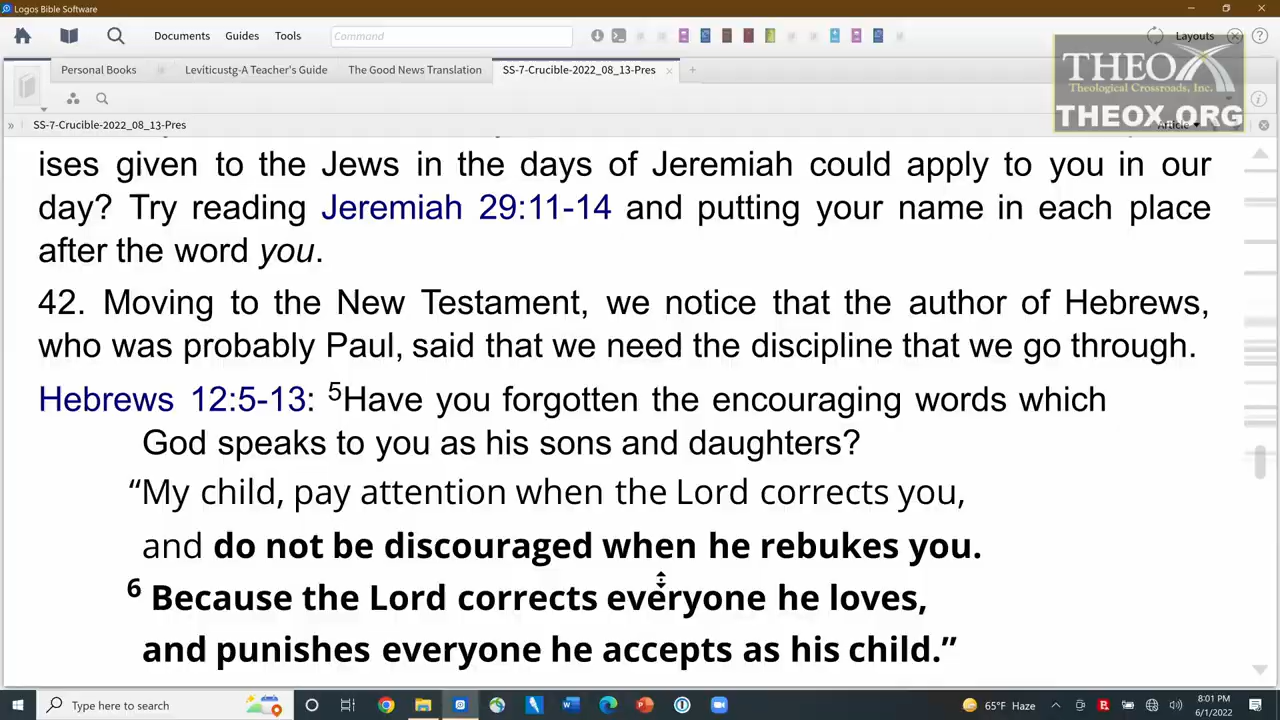 Logos Bible Software
Documents Guides Tools Command Layouts
Personal Books Leviticustg-A Teacher's Guide The Good News Translation SS-7-Crucible-2022_08_13-Pres
THEOX
Theological Crossroads, Inc.
THEOX.ORG
SS-7-Crucible-2022_08_13-Pres Article
ises given to the Jews in the days of Jeremiah could apply to you in our
day? Try reading Jeremiah 29:11-14 and putting your name in each place
after the word you.
42. Moving to the New Testament, we notice that the author of Hebrews,
who was probably Paul, said that we need the discipline that we go through.
Hebrews 12:5-13: 5Have you forgotten the encouraging words which
God speaks to you as his sons and daughters?
“My child, pay attention when the Lord corrects you,
and do not be discouraged when he rebukes you.
6 Because the Lord corrects everyone he loves,
and punishes everyone he accepts as his child.”
Type here to search 65°F Haze 8:01 PM
6/1/2022